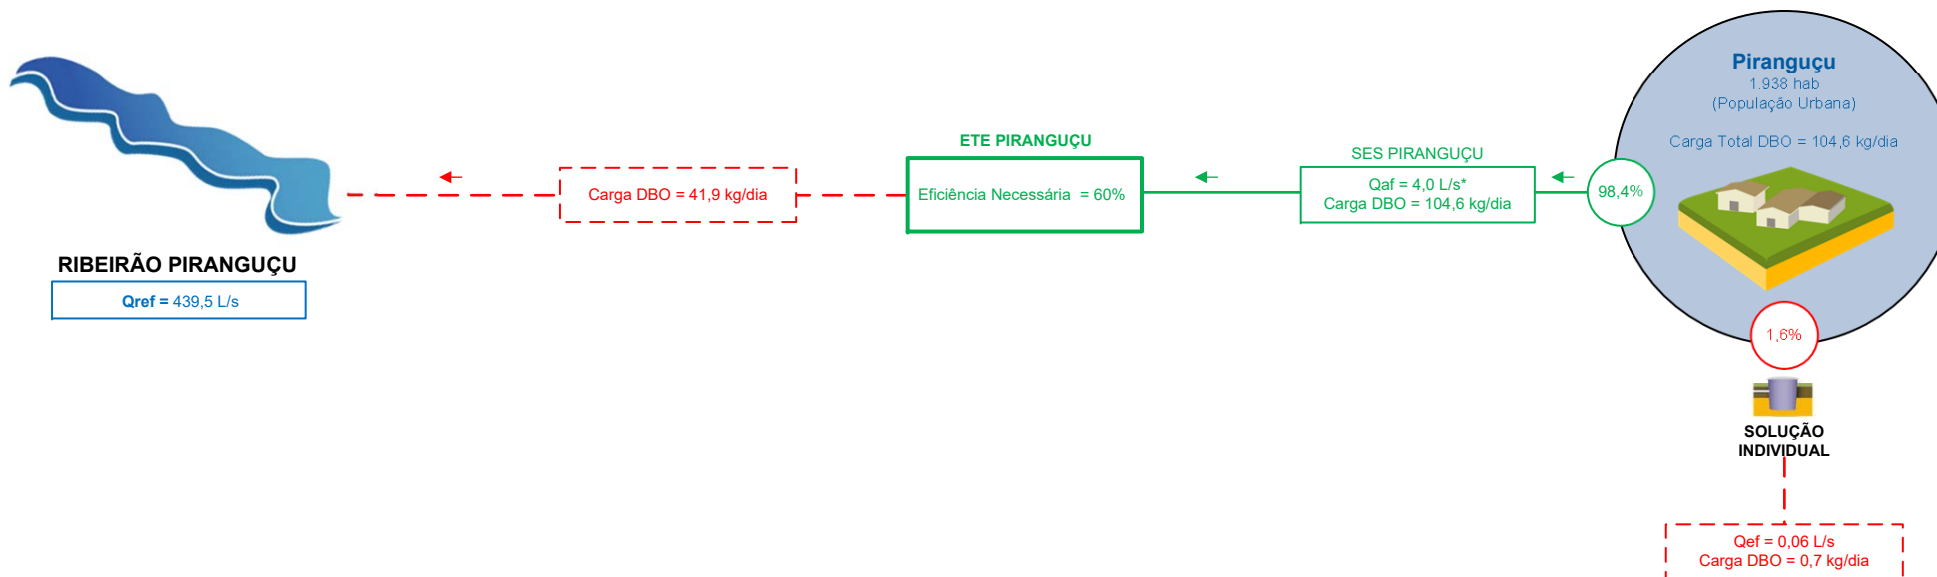 Piranguçu
1.938 hab
(População Urbana)
Carga Total DBO = 104,6 kg/dia
98,4%
SES PIRANGUÇU
Qaf = 4,0 L/s*
Carga DBO = 104,6 kg/dia
ETE PIRANGUÇU
Eficiência Necessária = 60%
Carga DBO = 41,9 kg/dia
RIBEIRÃO PIRANGUÇU
Qref = 439,5 L/s
1,6%
SOLUÇÃO
INDIVIDUAL
Qef = 0,06 L/s
Carga DBO = 0,7 kg/dia